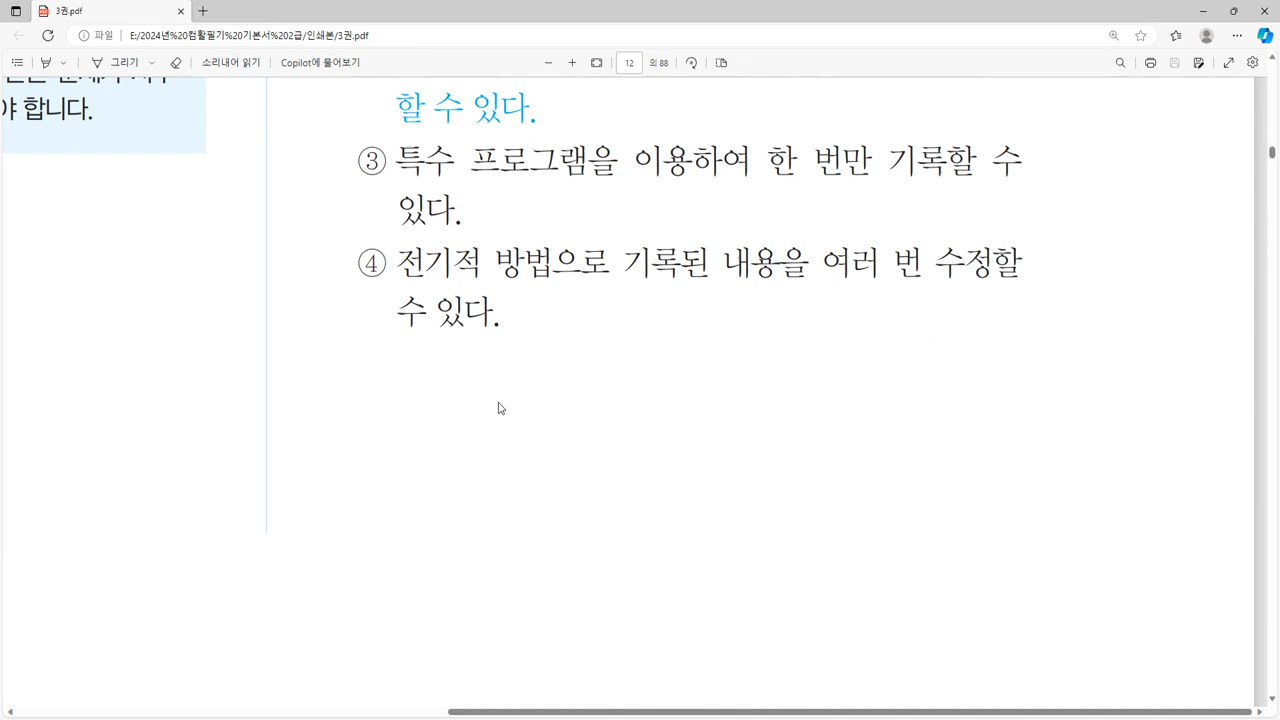 3권.pdf
파일 E:/2024년%20컴활필기%20기본서%202급/인쇄본/3권.pdf
그리기 소리내어 읽기 Copilot에 물어보기 12 의 88
야 합니다.
할 수 있다.
③ 특수 프로그램을 이용하여 한 번만 기록할 수
있다.
④ 전기적 방법으로 기록된 내용을 여러 번 수정할
수 있다.